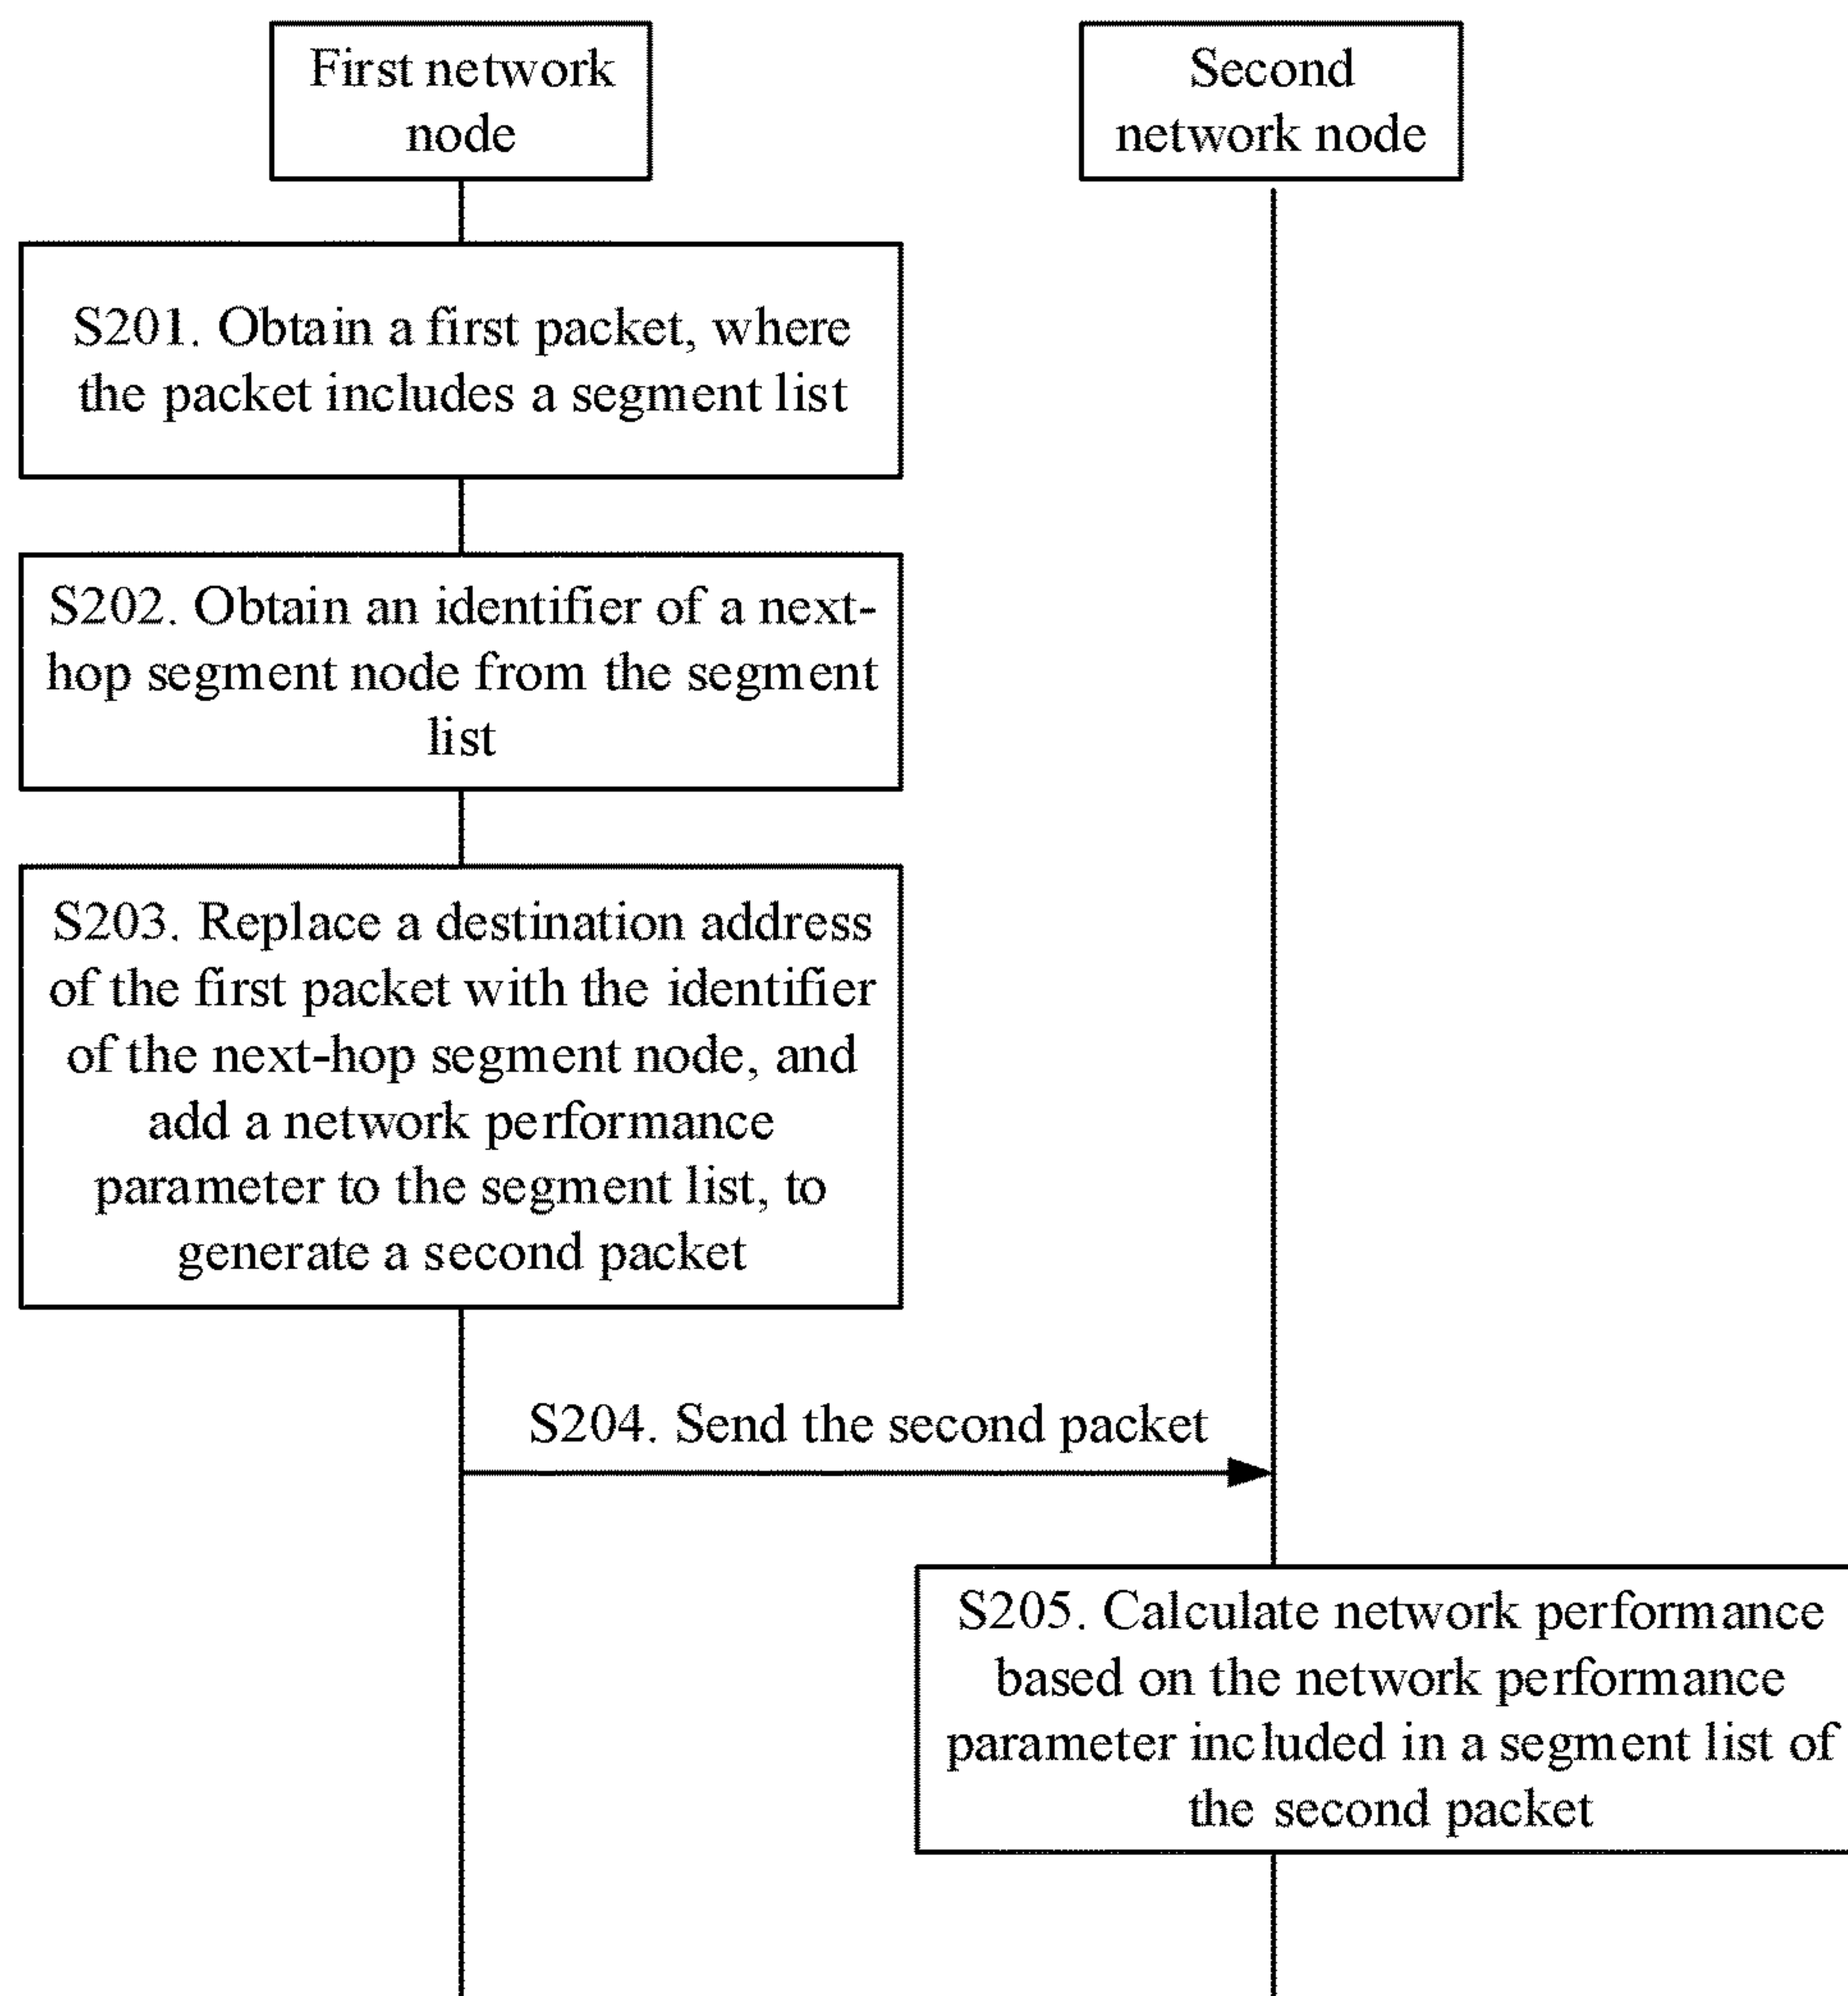 First network
node
Second
network node
S201. Obtain a first packet, where
the packet includes a segment list
S202. Obtain an identifier of a next-
hop segment node from the segment
list
S203. Replace a destination address
of the first packet with the identifier
of the next-hop segment node, and
add a network performance
parameter to the segment list, to
generate a second packet
S204. Send the second packet
S205. Calculate network performance
based on the network performance
parameter included in a segment list of
the second packet